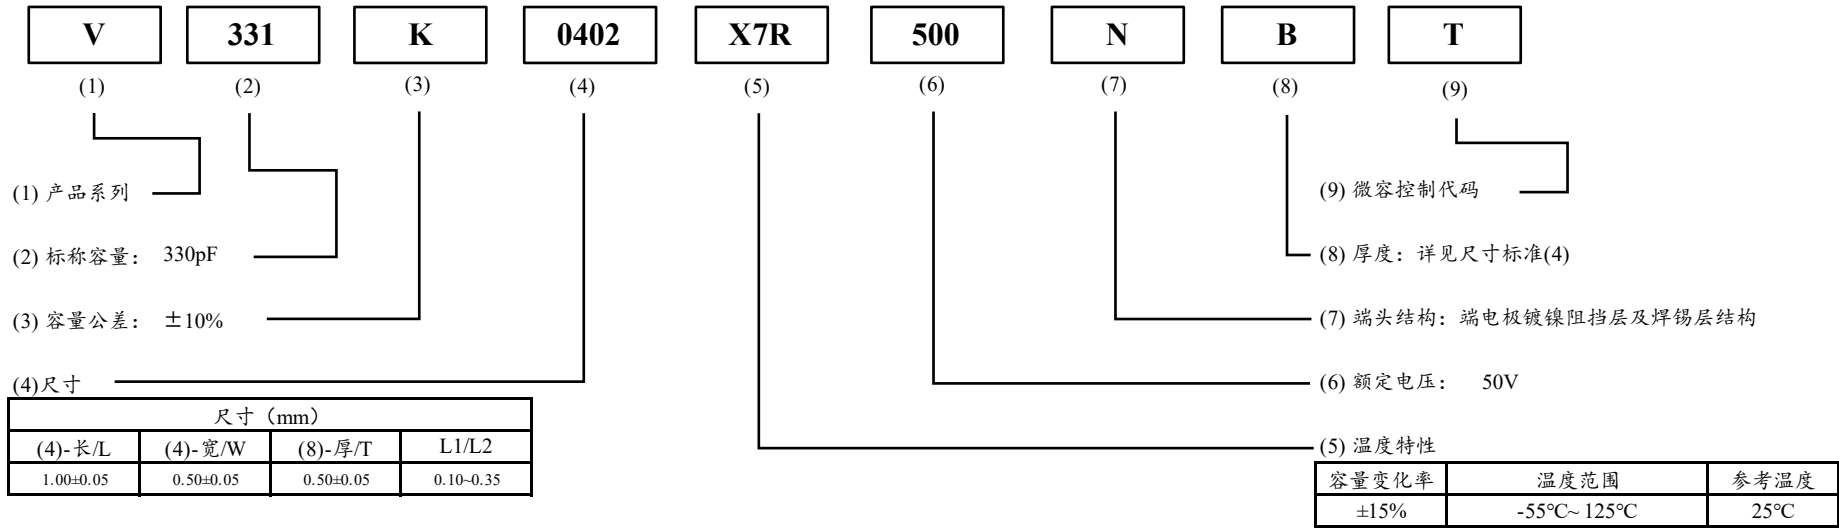 V 331 K 0402 X7R 500 N B T
(1) (2) (3) (4) (5) (6) (7) (8) (9)
(1) 产品系列
(9) 微容控制代码
(2) 标称容量： 330pF
(8) 厚度：详见尺寸标准(4)
(3) 容量公差： ±10%
(7) 端头结构：端电极镀镍阻挡层及焊锡层结构
(4)尺寸
(6) 额定电压： 50V
尺寸（mm）
(4)-长/L (4)-宽/W (8)-厚/T L1/L2
1.00±0.05 0.50±0.05 0.50±0.05 0.10~0.35
(5) 温度特性
容量变化率 温度范围 参考温度
±15% -55℃~ 125℃ 25℃